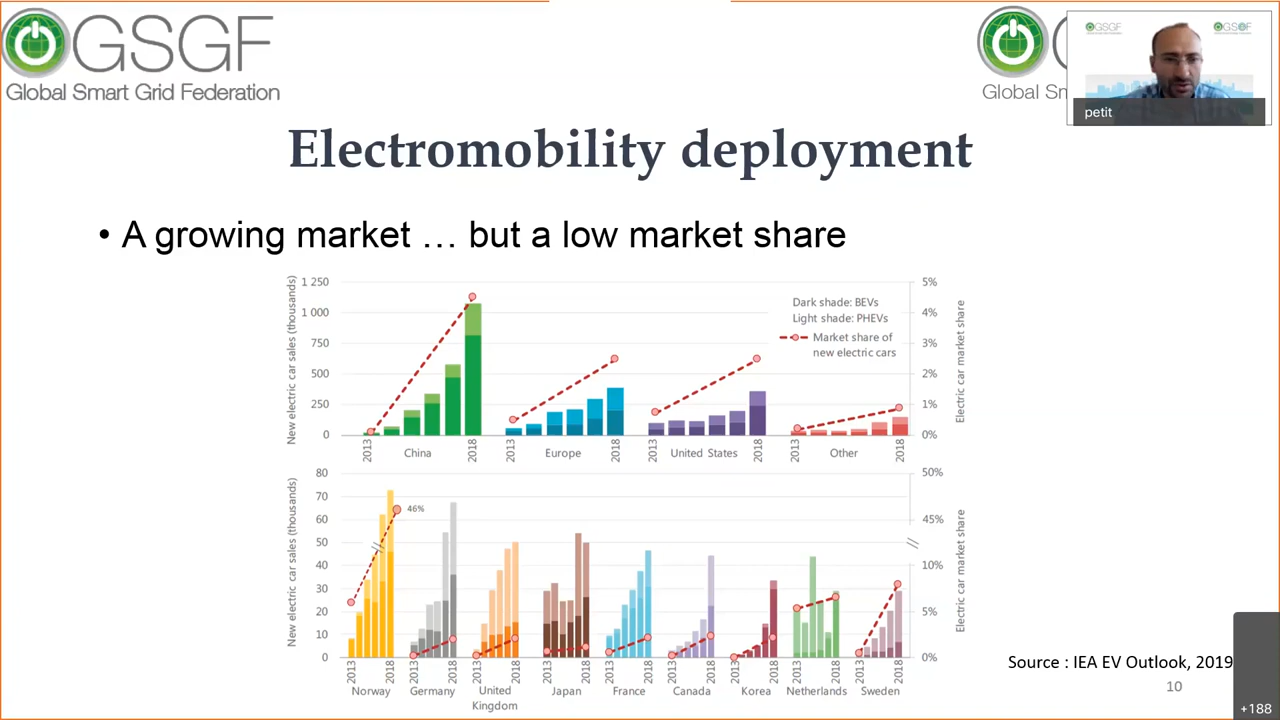 GSGF
Global Smart Grid Federation
GSGF
GSGF
petit
Electromobility deployment
• A growing market … but a low market share
New electric car sales (thousands)
1 250
1 000
750
500
250
0
5%
4%
3%
2%
1%
0%
Electric car market share
Dark shade: BEVs
Light shade: PHEVs
Market share of
new electric cars
2013 2018 2013 2018 2013 2018 2013 2018
China Europe United States Other
New electric car sales (thousands)
80
70
60
50
40
30
20
10
0
46%
50%
45%
10%
5%
0%
Electric car market share
2013 2018 2013 2018 2013 2018 2013 2018 2013 2018 2013 2018 2013 2018 2013 2018 2013 2018
Norway Germany United Japan France Canada Korea Netherlands Sweden
Kingdom
Source : IEA EV Outlook, 2019
10
+188